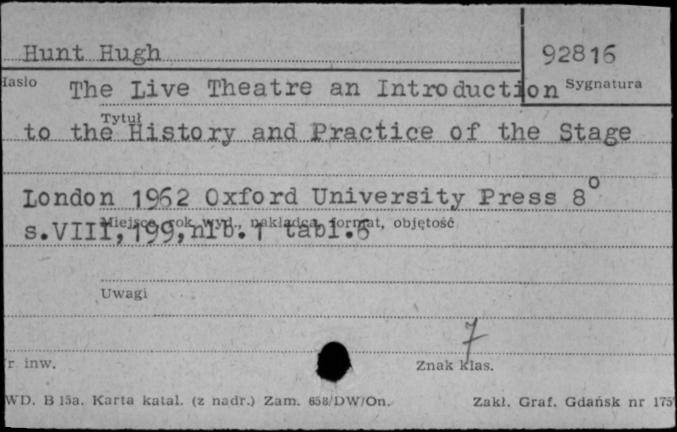 Hunt Hugh
92816
Hasło
Sygnatura
The Live Theatre an Introduction
Tytuł
to the History and Practice of the Stage
London 1962 Oxford University Press 8°
Miejsce, rok wyd., nakładca, format, objętość
s.VIII,199,nlb.1 tabl.6
Uwagi
7
r inw.
Znak klas.
WD. B 15a. Karta katal. (z nadr.) Zam. 658/DW/On.
Zakł. Graf. Gdańsk nr 175